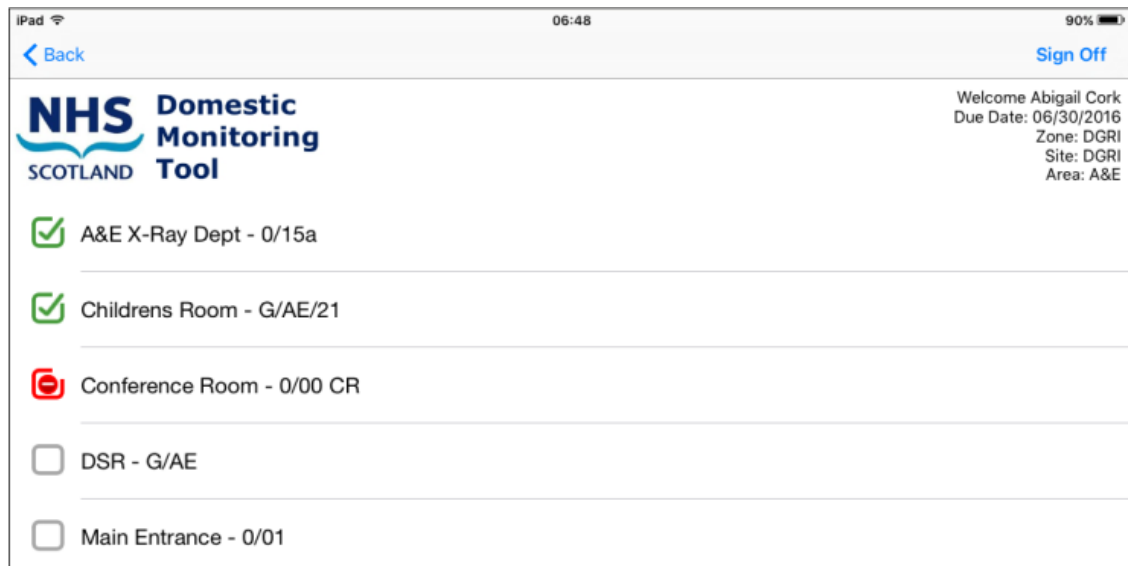 iPad 06:48 90%
Back Sign Off
NHS
SCOTLAND
Domestic
Monitoring
Tool
Welcome Abigail Cork
Due Date: 06/30/2016
Zone: DGRI
Site: DGRI
Area: A&E
A&E X-Ray Dept - 0/15a
Childrens Room - G/AE/21
Conference Room - 0/00 CR
DSR - G/AE
Main Entrance - 0/01